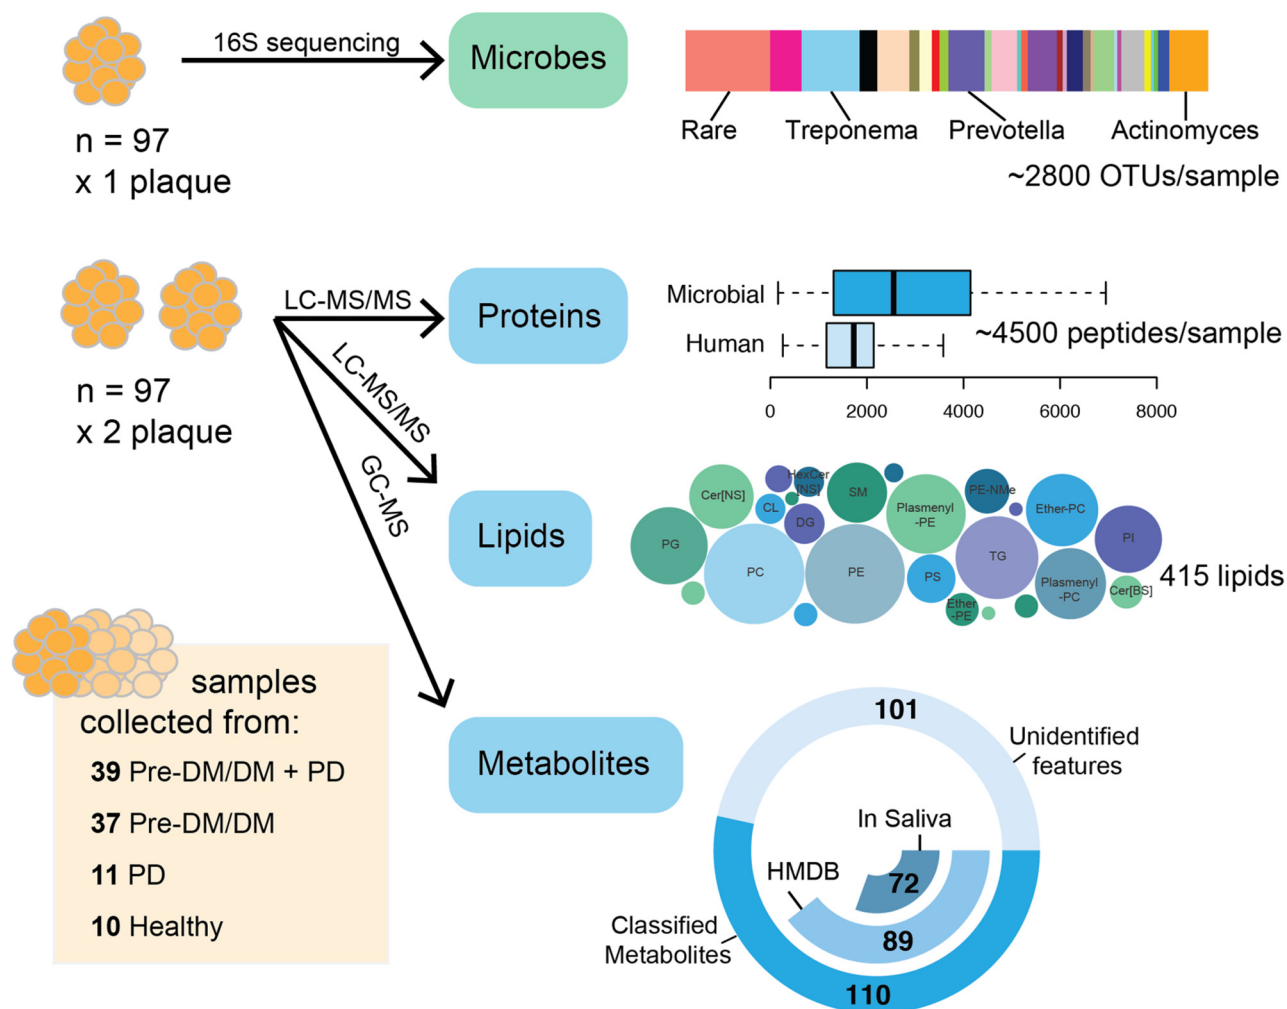 16S sequencing
Microbes
n = 97
x 1 plaque
Rare
Treponema
Prevotella
Actinomyces
~2800 OTUs/sample
LC-MS/MS
Proteins
n = 97
x 2 plaque
Microbial
Human
~4500 peptides/sample
0 2000 4000 6000 8000
LC-MS/MS
Lipids
PG
Cer[NS]
CL
HexCer
[NS]
DG
PC
SM
PE
Plasmenyl
-PE
PS
Ether
-PE
PE-NMe
TG
Ether-PC
Plasmenyl
-PC
PI
Cer[BS]
415 lipids
GC-MS
Metabolites
101
Unidentified
features
In Saliva
72
HMDB
89
Classified
Metabolites
110
samples
collected from:
39 Pre-DM/DM + PD
37 Pre-DM/DM
11 PD
10 Healthy